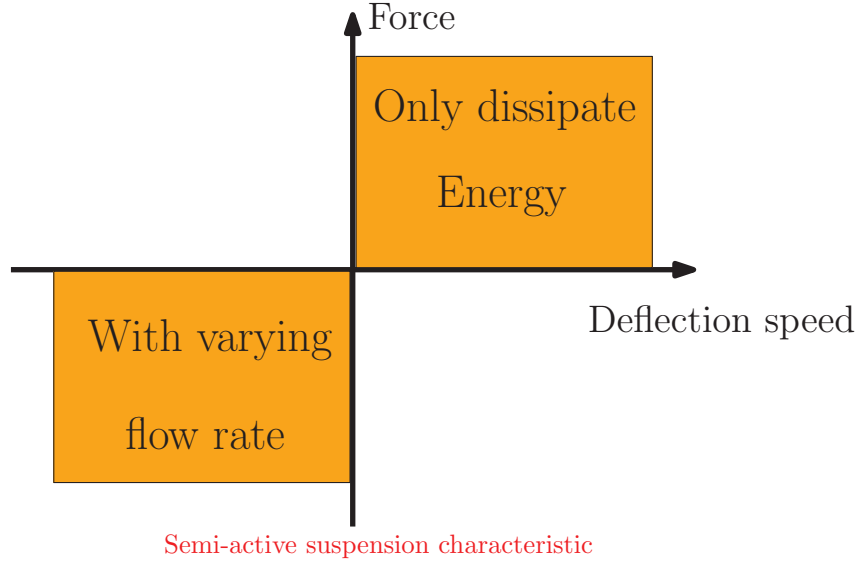 Force
Only dissipate
Energy
Deflection speed
With varying
flow rate
Semi-active suspension characteristic